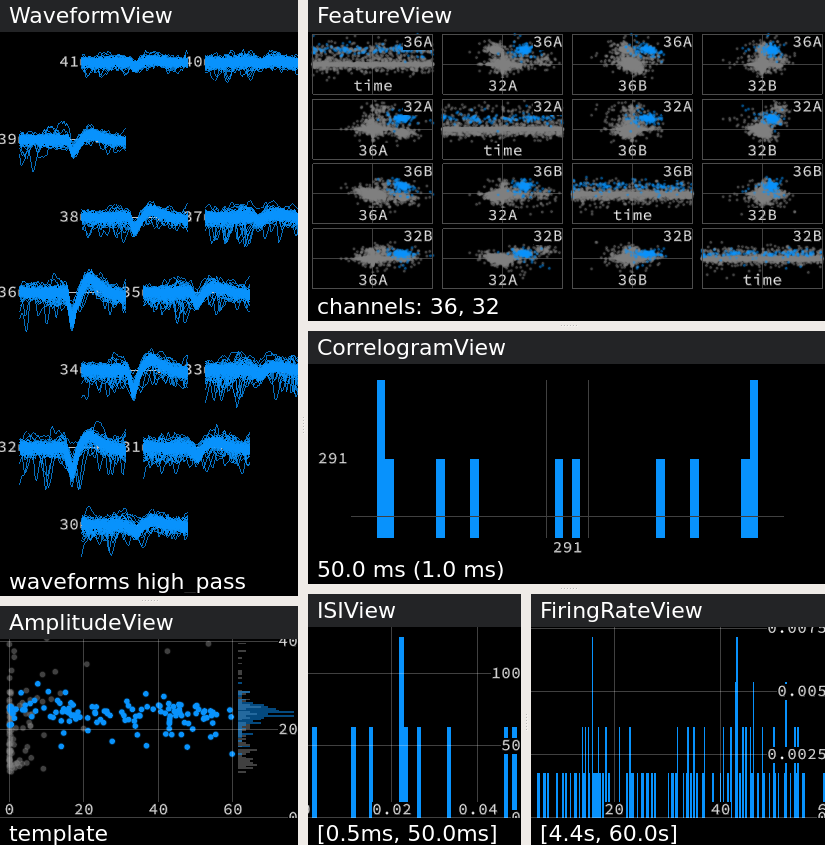 WaveformView
41 40
39
38 37
36 35
34 33
32 31
30
waveforms high_pass
FeatureView
36A 36A 36A 36A
time 32A 36B 32B
32A 32A 32A 32A
36A time 36B 32B
36B 36B 36B 36B
36A 32A time 32B
32B 32B 32B 32B
36A 32A 36B time
channels: 36, 32
CorrelogramView
291
291
50.0 ms (1.0 ms)
AmplitudeView
40
20
0 20 40 60 0
template
ISIView
100
50
0.02 0.04 0
[0.5ms, 50.0ms]
FiringRateView
0.0075
0.005
0.0025
20 40
[4.4s, 60.0s]